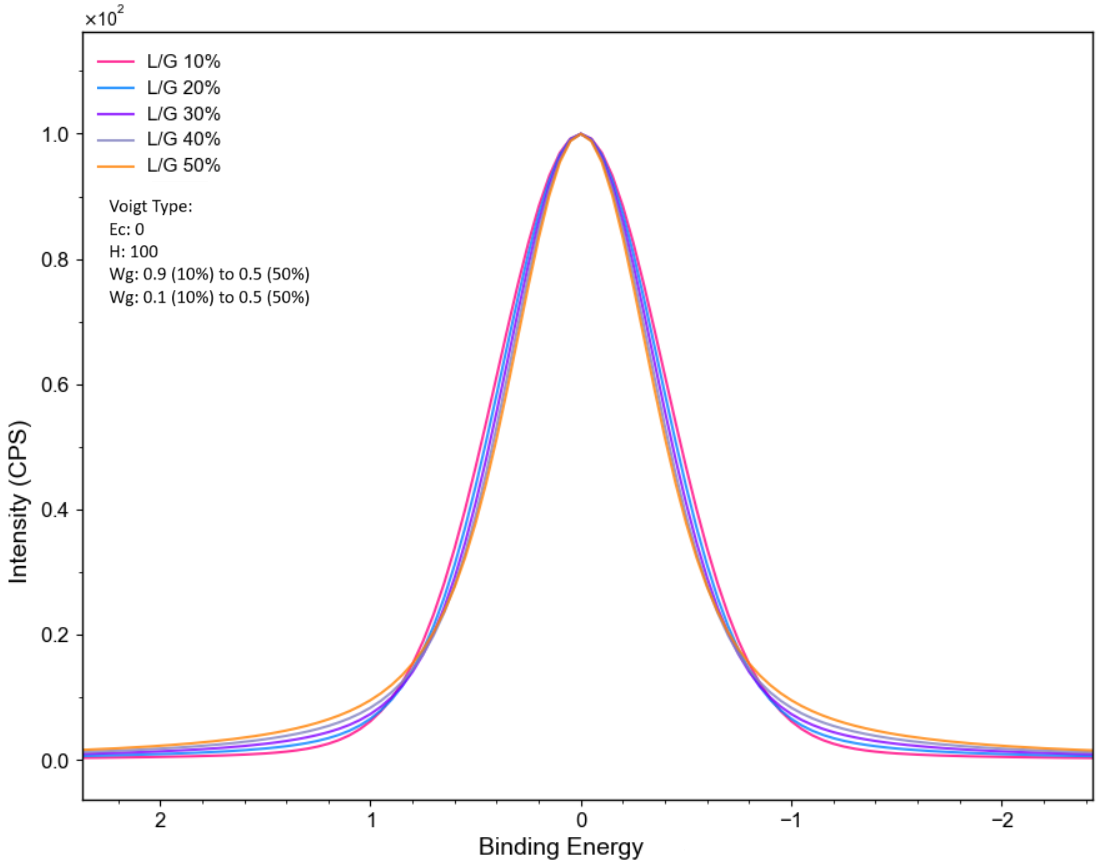 ×10²
L/G 10%
L/G 20%
L/G 30%
L/G 40%
L/G 50%
Voigt Type:
Ec: 0
H: 100
Wg: 0.9 (10%) to 0.5 (50%)
Wg: 0.1 (10%) to 0.5 (50%)
1.0
0.8
0.6
0.4
0.2
0.0
Intensity (CPS)
2
1
0
−1
−2
Binding Energy